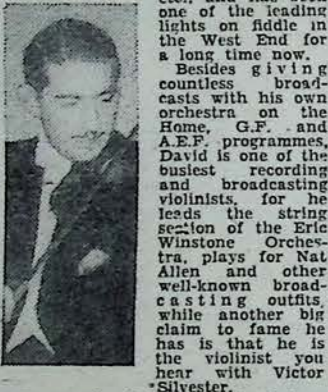 one of the leading
lights on fiddle in
the West End for
a long time now.
Besides giving
countless broad-
casts with his own
orchestra on the
Home, G.F. and
A.E.F. programmes,
David is one of the
busiest recording
and broadcasting
violinists, for he
leads the string
section of the Eric
Winstone Orches-
tra, plays for Nat
Allen and other
well-known broad-
casting outfits,
while another big
claim to fame he
has is that he is
the violinist you
hear with Victor
Silvester.